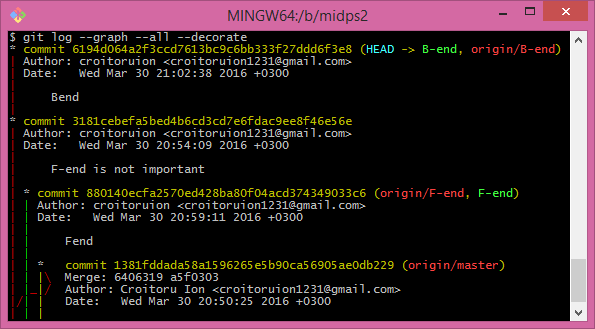 MINGW64:/b/midps2
$ git log --graph --all --decorate
* commit 6194d064a2f3ccd7613bc9c6bb333f27ddd6f3e8 (HEAD -> B-end, origin/B-end)
| Author: croitoruion <croitoruion1231@gmail.com>
| Date:   Wed Mar 30 21:02:38 2016 +0300
|
|     Bend
|
* commit 3181cebefa5bed4b6cd3cd7e6fdac9ee8f46e56e
| Author: croitoruion <croitoruion1231@gmail.com>
| Date:   Wed Mar 30 20:54:09 2016 +0300
|
|     F-end is not important
|
| * commit 880140ecfa2570ed428ba80f04acd374349033c6 (origin/F-end, F-end)
| | Author: croitoruion <croitoruion1231@gmail.com>
| | Date:   Wed Mar 30 20:59:11 2016 +0300
| |
| |     Fend
| |
| | *   commit 1381fddada58a1596265e5b90ca56905ae0db229 (origin/master)
| | |\  Merge: 6406319 a5f0303
| |_|/  Author: Croitoru Ion <croitoruion1231@gmail.com>
|/| |   Date:   Wed Mar 30 20:50:25 2016 +0300
| | |